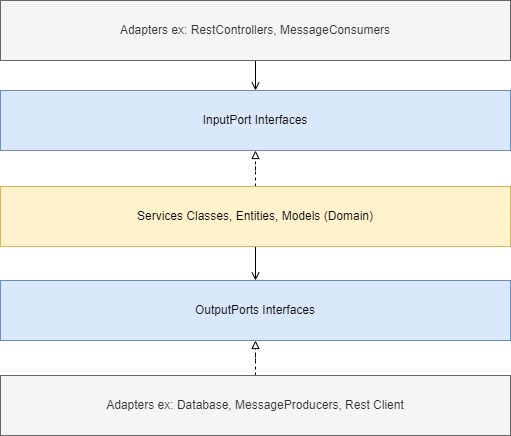 Adapters ex: RestControllers, MessageConsumers
InputPort Interfaces
Services Classes, Entities, Models (Domain)
OutputPorts Interfaces
Adapters ex: Database, MessageProducers, Rest Client